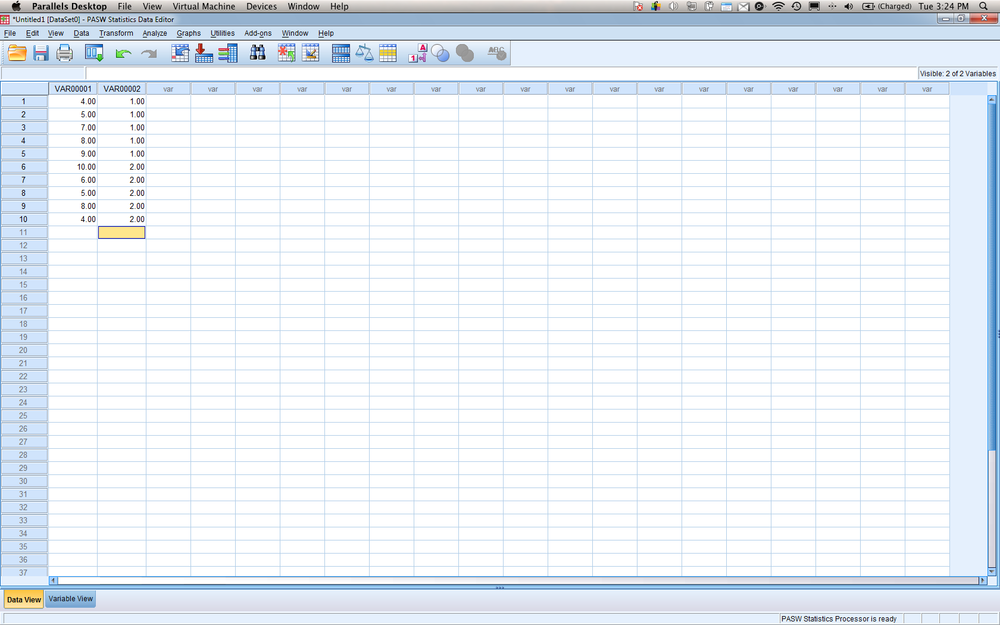 Parallels Desktop File View Virtual Machine Devices Window Help (Charged) Tue 3:24 PM
*Untitled1 [DataSet0] - PASW Statistics Data Editor
File Edit View Data Transform Analyze Graphs Utilities Add-ons Window Help
A
1
ABC
Visible: 2 of 2 Variables
VAR00001 VAR00002 var var var var var var var var var var var var var var var var var var
1 4.00 1.00
2 5.00 1.00
3 7.00 1.00
4 8.00 1.00
5 9.00 1.00
6 10.00 2.00
7 6.00 2.00
8 5.00 2.00
9 8.00 2.00
10 4.00 2.00
11
12
13
14
15
16
17
18
19
20
21
22
23
24
25
26
27
28
29
30
31
32
33
34
35
36
37
Data View Variable View
PASW Statistics Processor is ready